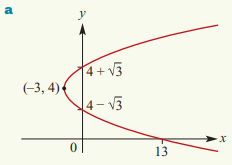 a
y
4 + √3
(−3, 4)
4 − √3
0
13
x